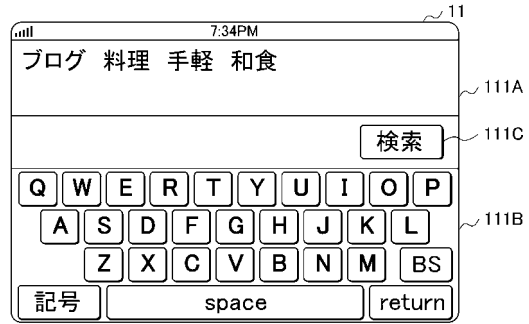 11
7:34PM
ブログ 料理 手軽 和食
111A
検索
111C
Q W E R T Y U I O P
A S D F G H J K L
111B
Z X C V B N M BS
記号 space return